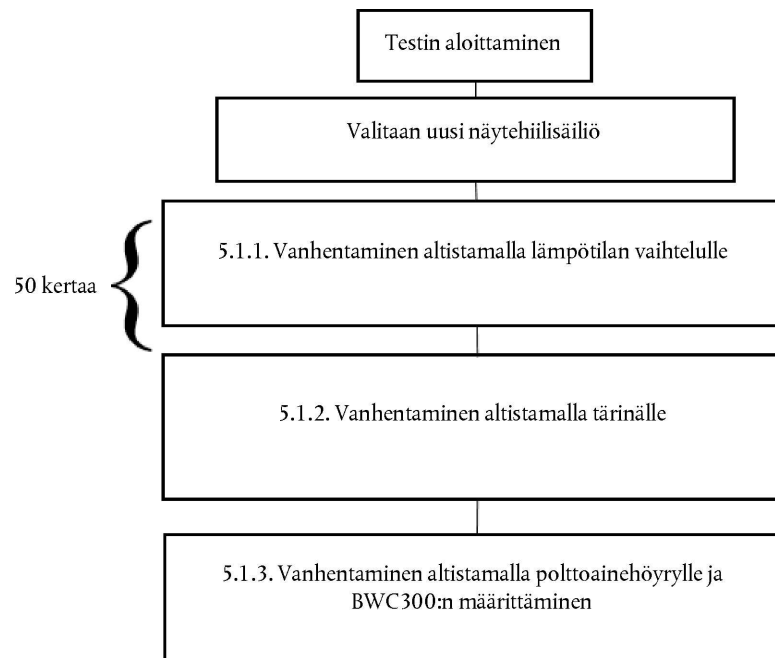 Testin aloittaminen
Valitaan uusi näytehiilisäiliö
5.1.1. Vanhentaminen altistamalla lämpötilan vaihtelulle
50 kertaa
5.1.2. Vanhentaminen altistamalla tärinälle
5.1.3. Vanhentaminen altistamalla polttoainehöyrylle ja
BWC300:n määrittäminen